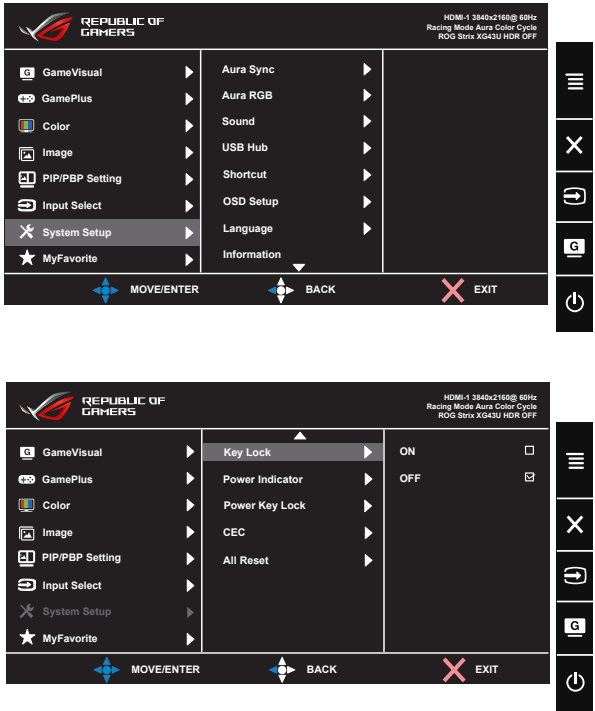 REPUBLIC OF
GAMERS
HDMI-1 3840x2160@ 60Hz
Racing Mode Aura Color Cycle
ROG Strix XG43U HDR OFF
G GameVisual
GamePlus
Color
Image
PIP/PBP Setting
Input Select
System Setup
MyFavorite
Aura Sync
Aura RGB
Sound
USB Hub
Shortcut
OSD Setup
Language
Information
MOVE/ENTER
BACK
EXIT
G
REPUBLIC OF
GAMERS
HDMI-1 3840x2160@ 60Hz
Racing Mode Aura Color Cycle
ROG Strix XG43U HDR OFF
G GameVisual
GamePlus
Color
Image
PIP/PBP Setting
Input Select
System Setup
MyFavorite
Key Lock
Power Indicator
Power Key Lock
CEC
All Reset
ON
OFF
MOVE/ENTER
BACK
EXIT
G